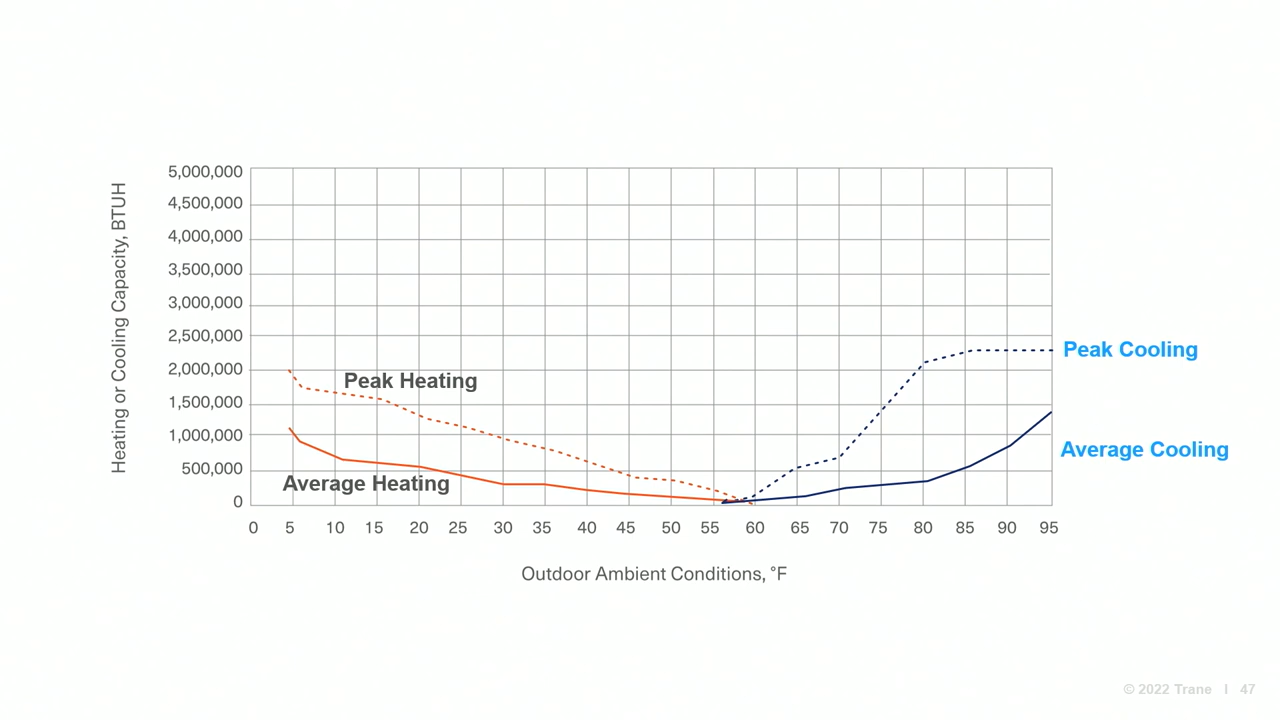 Heating or Cooling Capacity, BTUH
5,000,000
4,500,000
4,000,000
3,500,000
3,000,000
2,500,000
2,000,000
1,500,000
1,000,000
500,000
0
Peak Heating
Average Heating
Peak Cooling
Average Cooling
0 5 10 15 20 25 30 35 40 45 50 55 60 65 70 75 80 85 90 95
Outdoor Ambient Conditions, °F
© 2022 Trane I 47